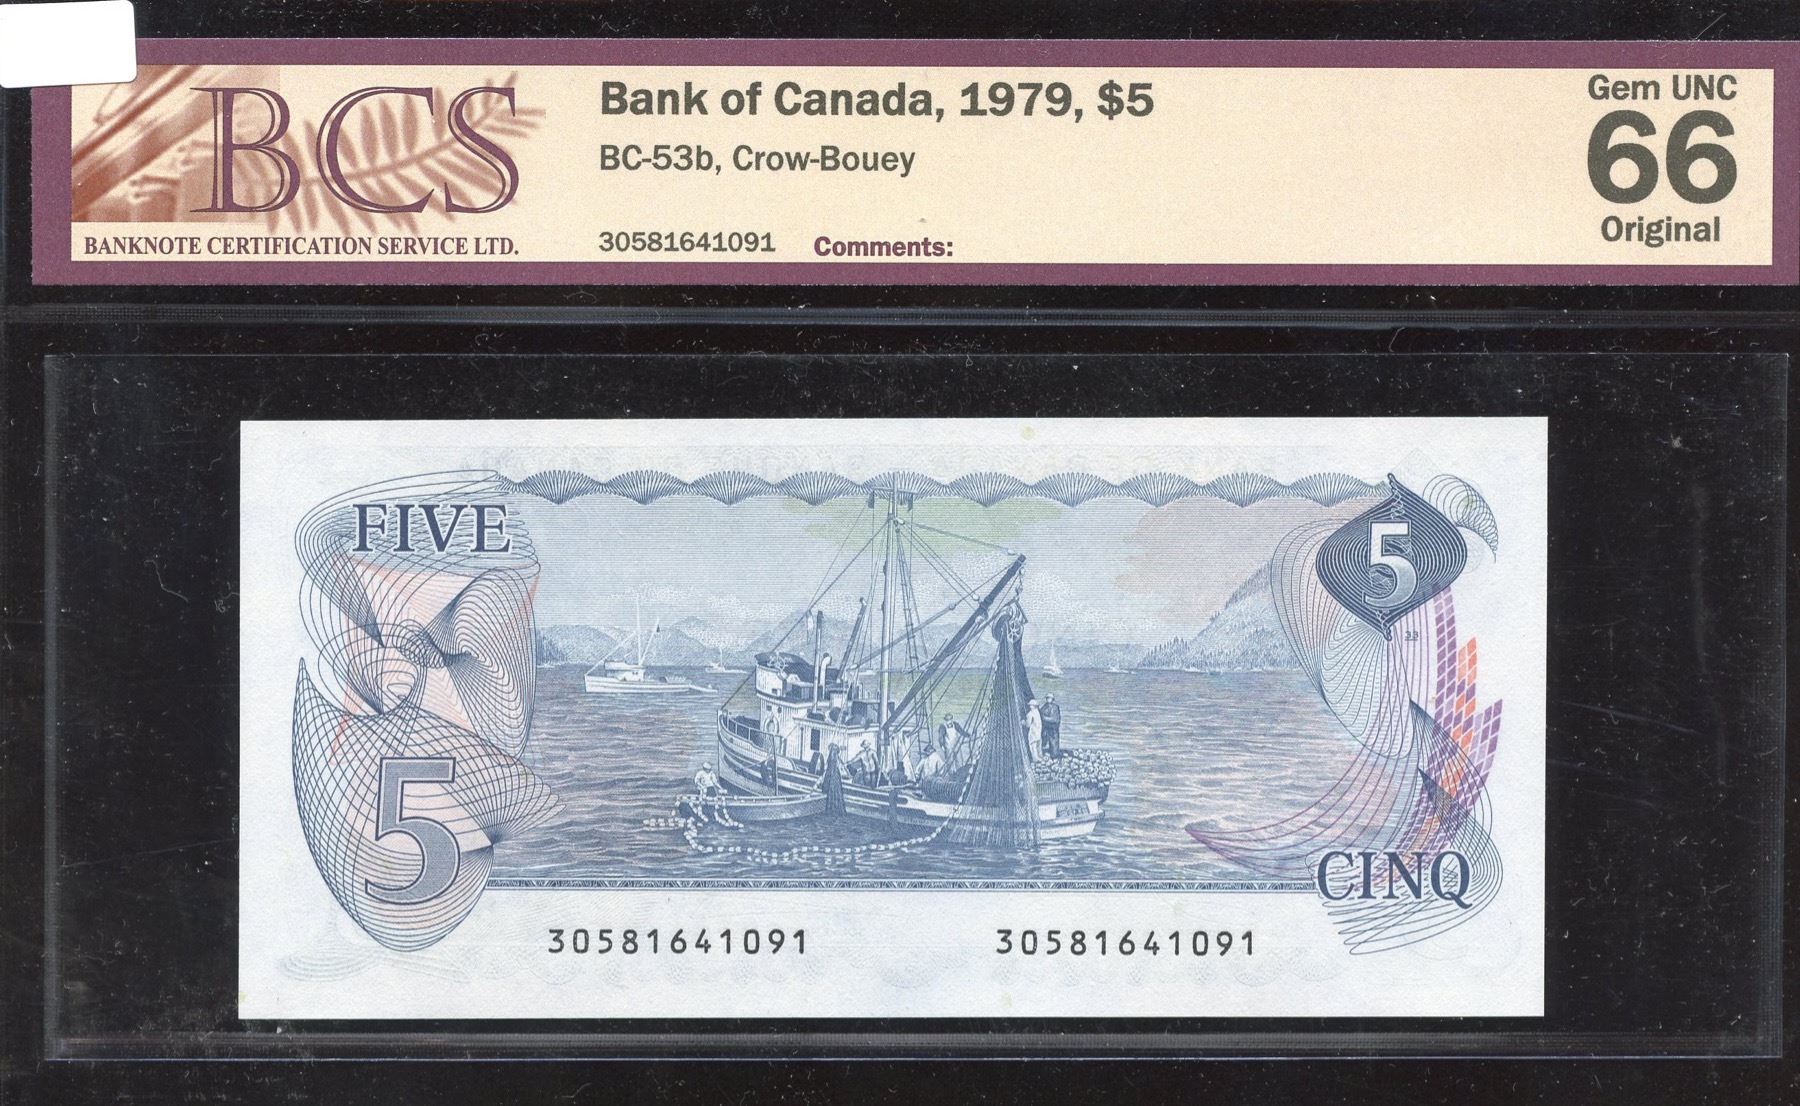 BCS
BANKNOTE CERTIFICATION SERVICE LTD.
Bank of Canada, 1979, $5
BC-53b, Crow-Bouey
30581641091 Comments:
Gem UNC
66
Original
FIVE
5
33
5
CINQ
30581641091 30581641091